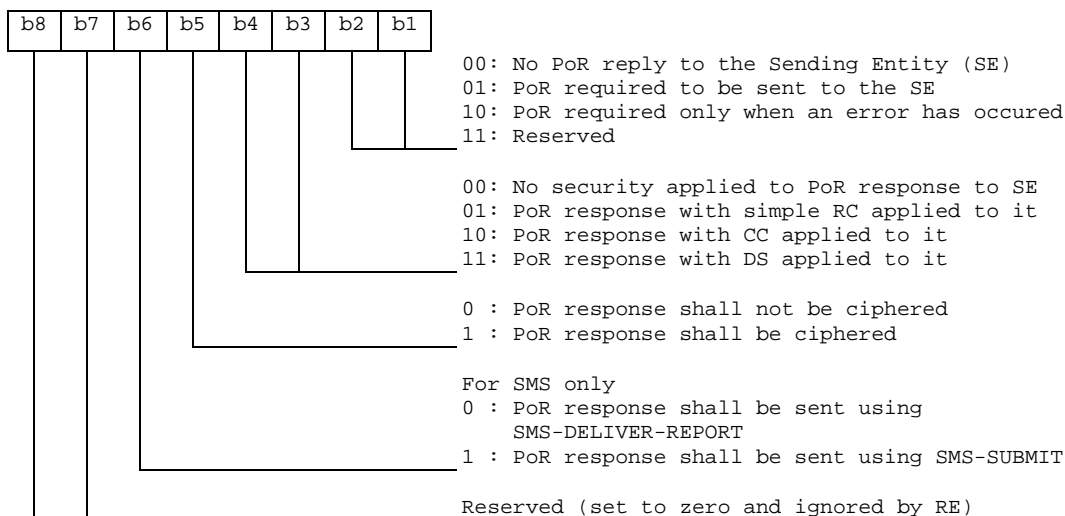 b8 b7 b6 b5 b4 b3 b2 b1
00: No PoR reply to the Sending Entity (SE)
01: PoR required to be sent to the SE
10: PoR required only when an error has occured
11: Reserved
00: No security applied to PoR response to SE
01: PoR response with simple RC applied to it
10: PoR response with CC applied to it
11: PoR response with DS applied to it
0 : PoR response shall not be ciphered
1 : PoR response shall be ciphered
For SMS only
0 : PoR response shall be sent using
SMS-DELIVER-REPORT
1 : PoR response shall be sent using SMS-SUBMIT
Reserved (set to zero and ignored by RE)